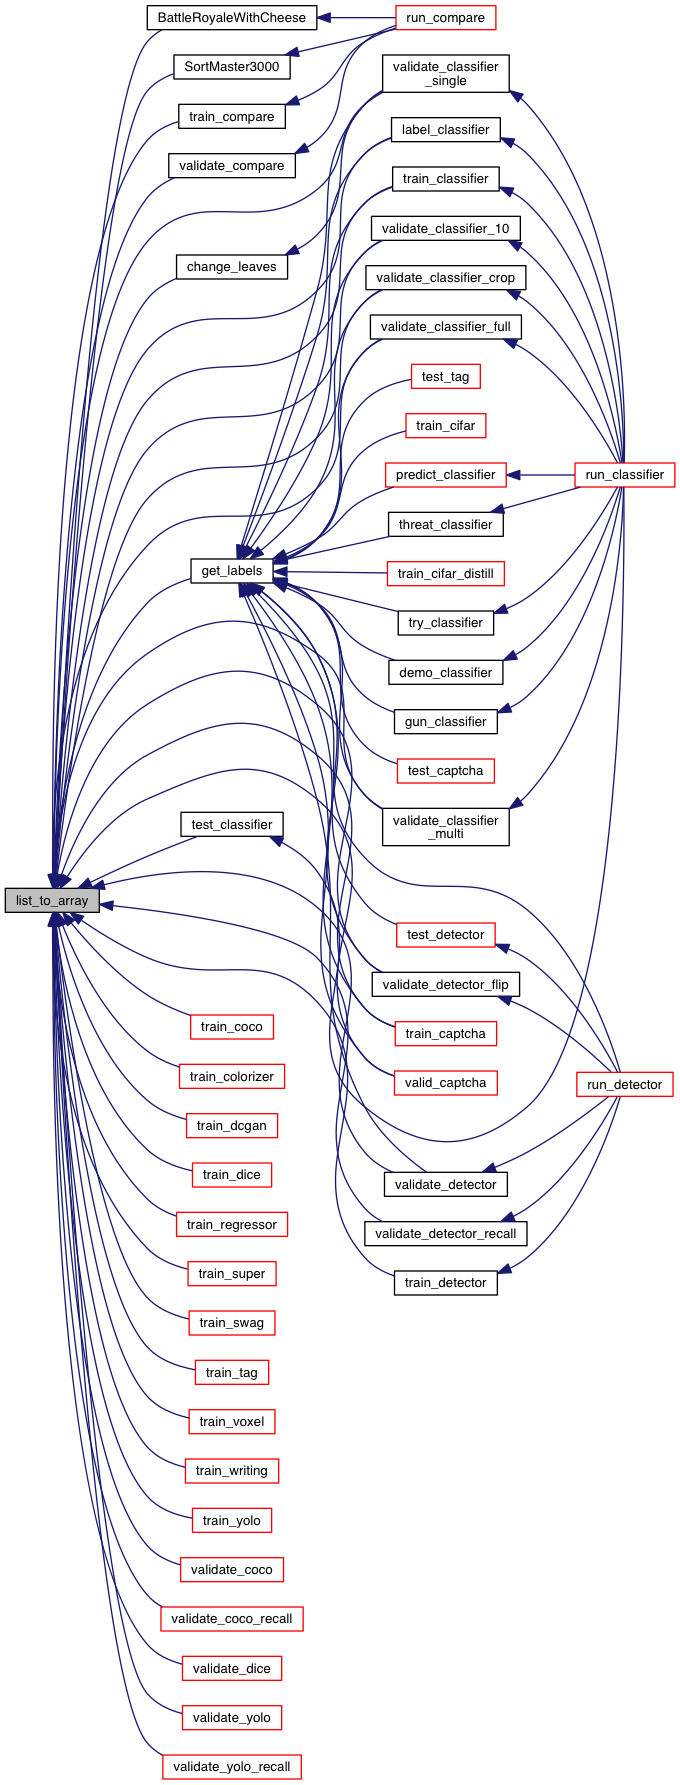 BattleRoyaleWithCheese
run_compare
SortMaster3000
validate_classifier
_single
train_compare
label_classifier
validate_compare
train_classifier
validate_classifier_10
change_leaves
validate_classifier_crop
validate_classifier_full
test_tag
train_cifar
predict_classifier
run_classifier
threat_classifier
get_labels
train_cifar_distill
try_classifier
demo_classifier
gun_classifier
test_captcha
test_classifier
validate_classifier
_multi
list_to_array
test_detector
validate_detector_flip
train_coco
train_captcha
train_colorizer
valid_captcha
run_detector
train_dcgan
train_dice
validate_detector
train_regressor
validate_detector_recall
train_super
train_detector
train_swag
train_tag
train_voxel
train_writing
train_yolo
validate_coco
validate_coco_recall
validate_dice
validate_yolo
validate_yolo_recall